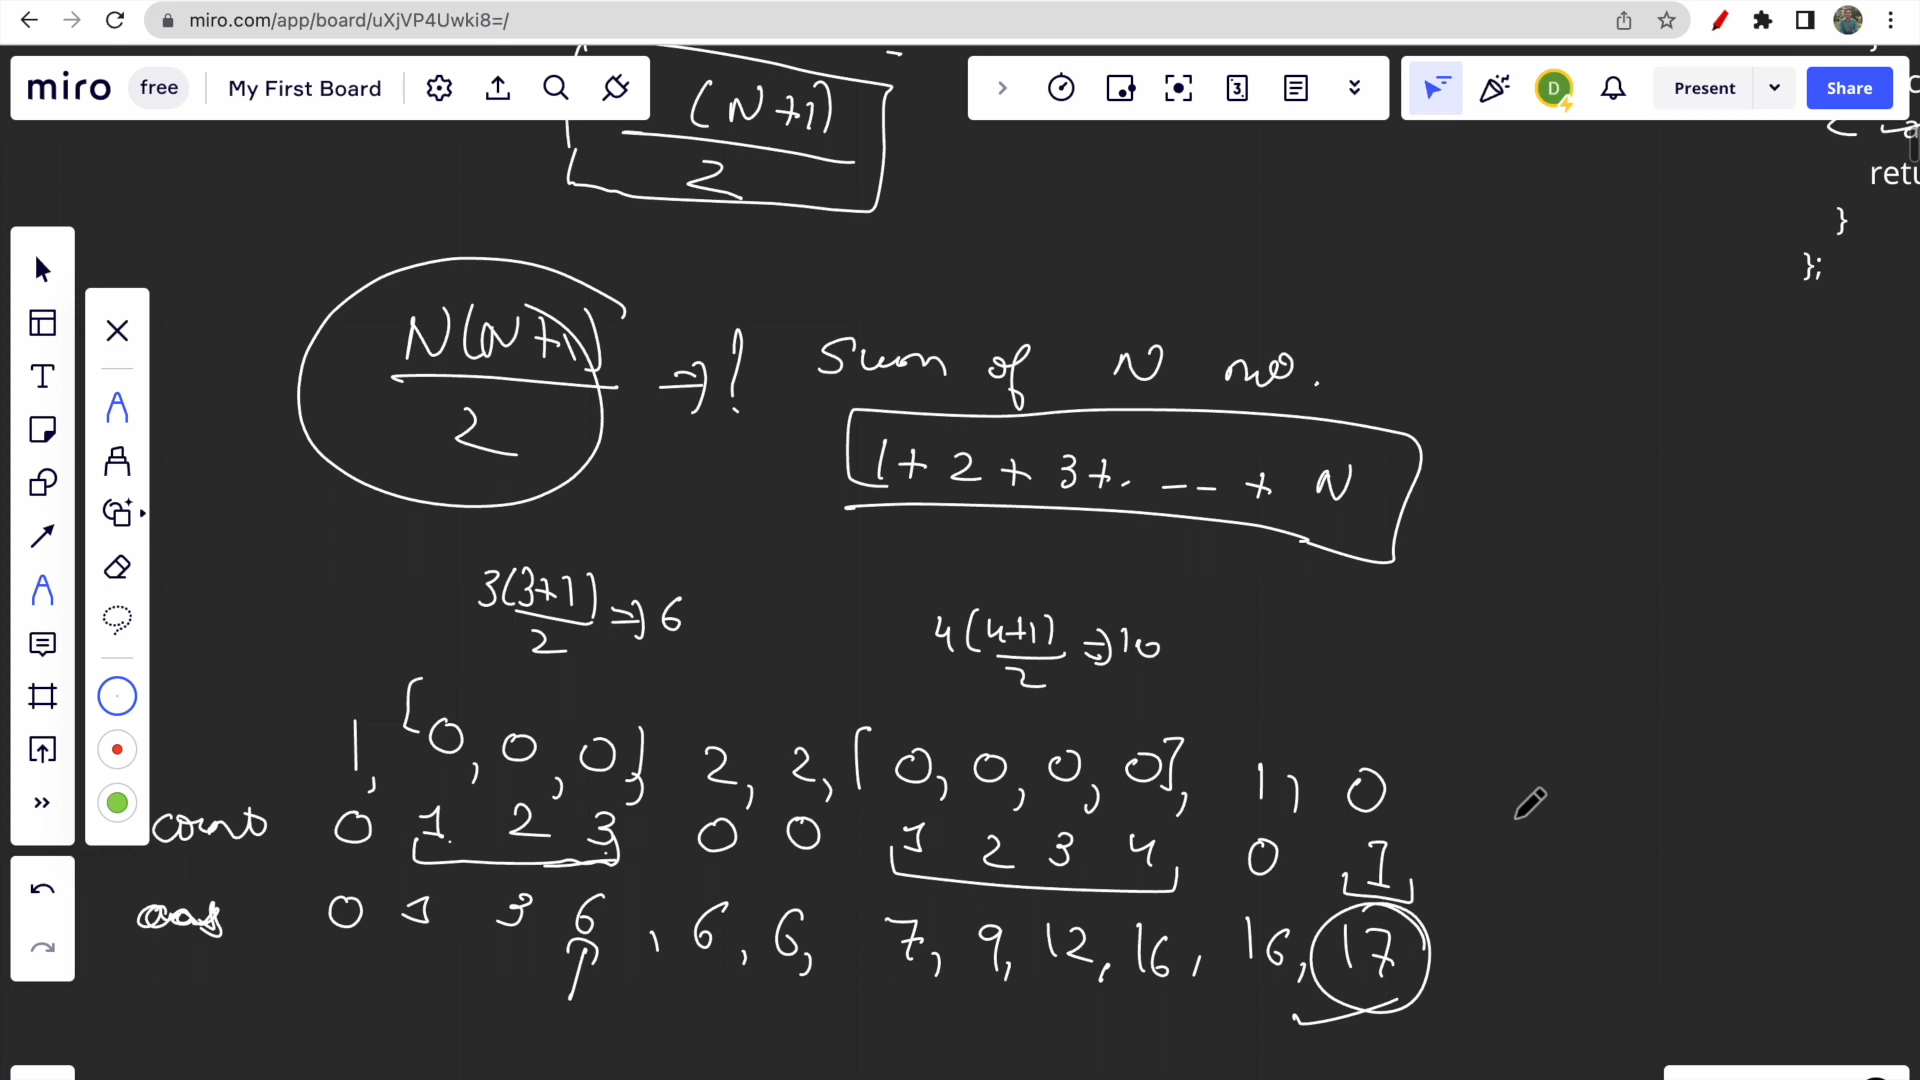 miro.com/app/board/uXjVP4Uwki8=/
miro free My First Board
3
D
Present
Share
(N+1)
2
retu
}
};
N(N+1)
2
=> ? Sum of N no.
1 + 2 + 3 + . -- + N
T
3(3+1)
2
=> 6
4(4+1)
2
=> 10
1, [0, 0, 0] 2, 2, [0, 0, 0, 0], 1, 0
count 0 1 2 3 0 0 1 2 3 4 0 1
ans 0 1 3 6 , 6, 6, 7, 9, 12, 16, 16, 17